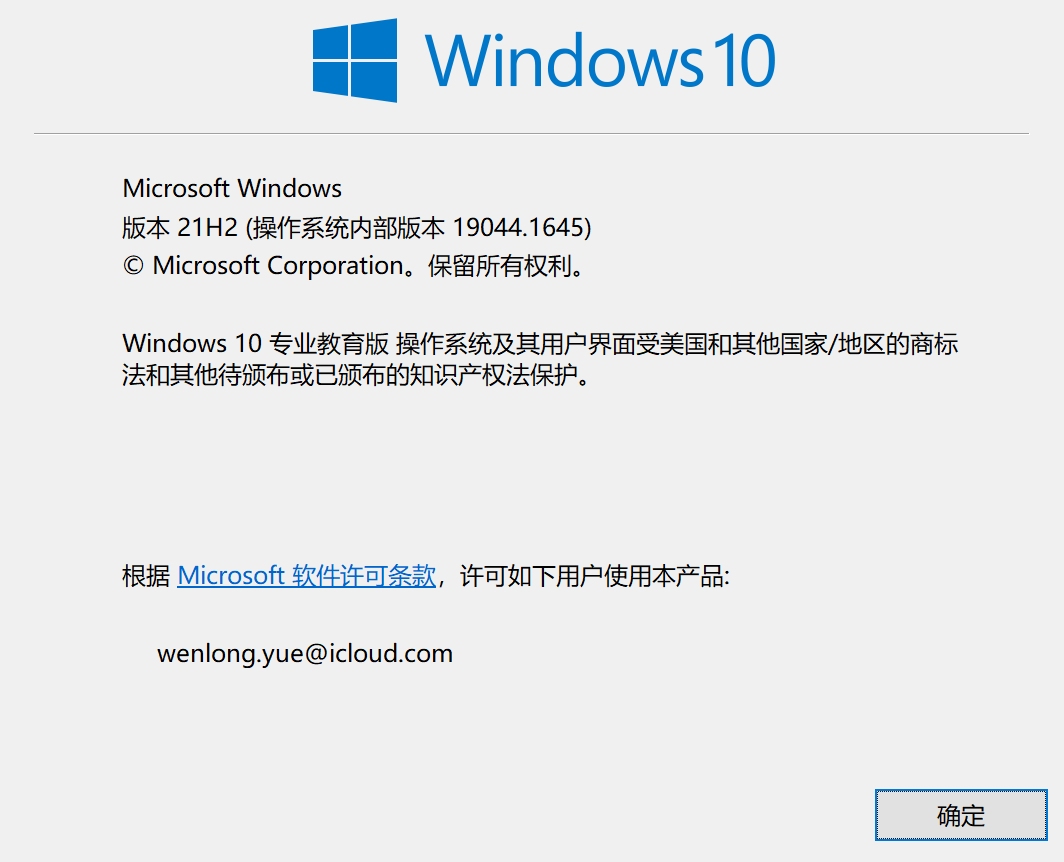 Windows 10
Microsoft Windows
版本 21H2 (操作系统内部版本 19044.1645)
© Microsoft Corporation。保留所有权利。
Windows 10 专业教育版 操作系统及其用户界面受美国和其他国家/地区的商标
法和其他待颁布或已颁布的知识产权法保护。
根据 Microsoft 软件许可条款，许可如下用户使用本产品:
wenlong.yue@icloud.com
确定